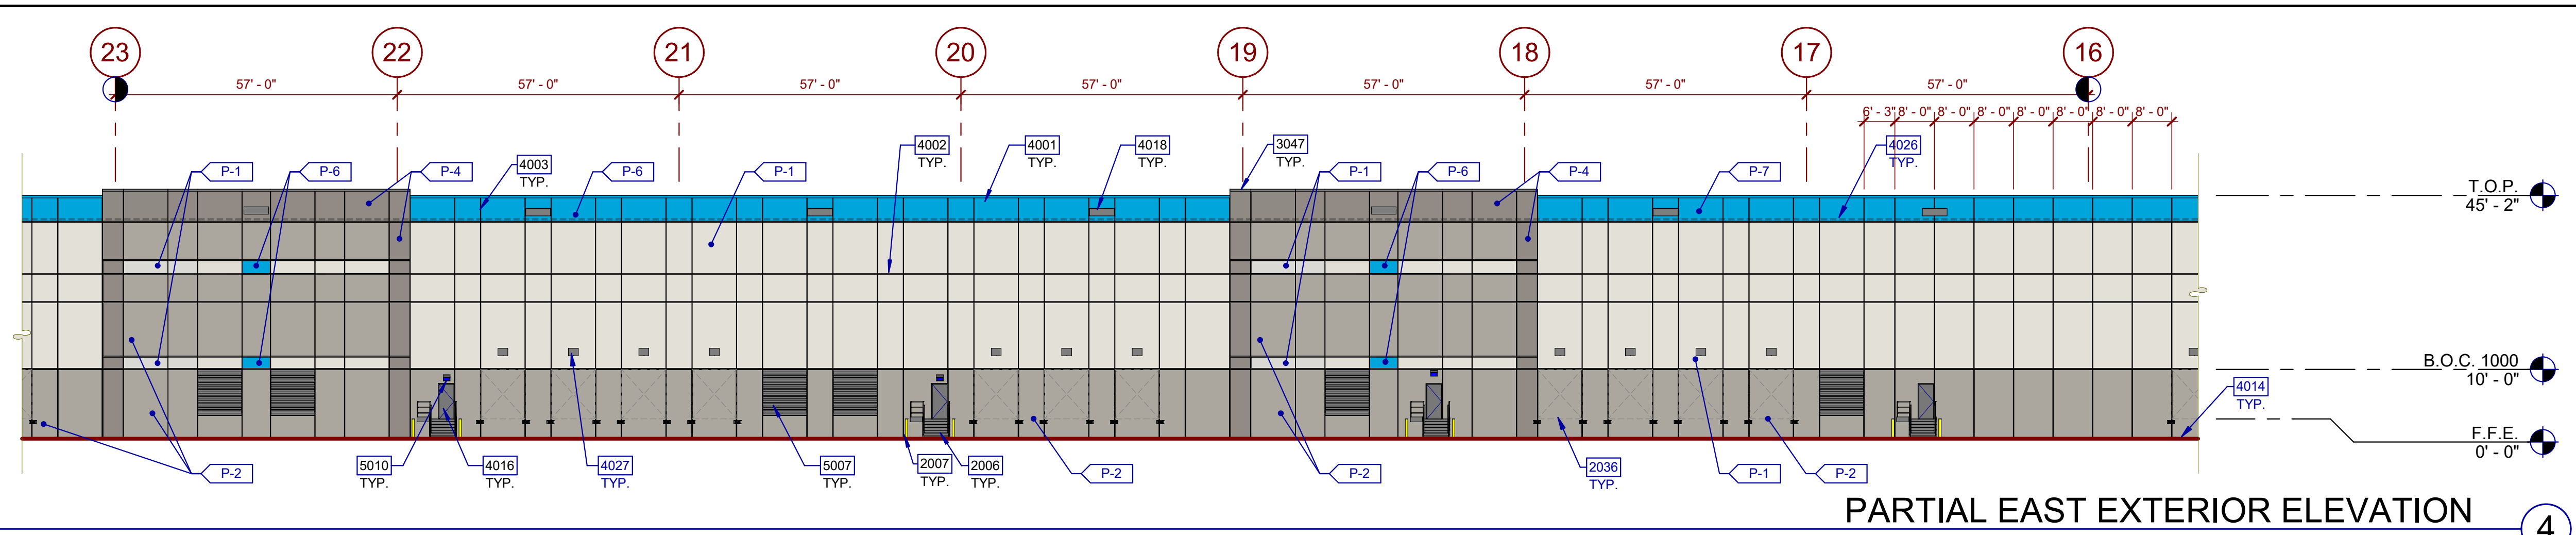 23 22 21 20 19 18 17 16
57' - 0" 57' - 0" 57' - 0" 57' - 0" 57' - 0" 57' - 0" 57' - 0"
6' - 3" 8' - 0" 8' - 0" 8' - 0" 8' - 0" 8' - 0" 8' - 0" 8' - 0"
4002
TYP.
4001
TYP.
4018
TYP.
3047
TYP.
4026
TYP.
4003
TYP.
P-1 P-6 P-4 P-6 P-1 P-1 P-6 P-4 P-7
T.O.P.
45' - 2"
B.O.C. 1000
10' - 0"
4014
TYP.
F.F.E.
0' - 0"
P-2
5010
TYP.
4016
TYP.
4027
TYP.
5007
TYP.
2007
TYP.
2006
TYP.
P-2
P-2
2036
TYP.
P-1
P-2
PARTIAL EAST EXTERIOR ELEVATION
4